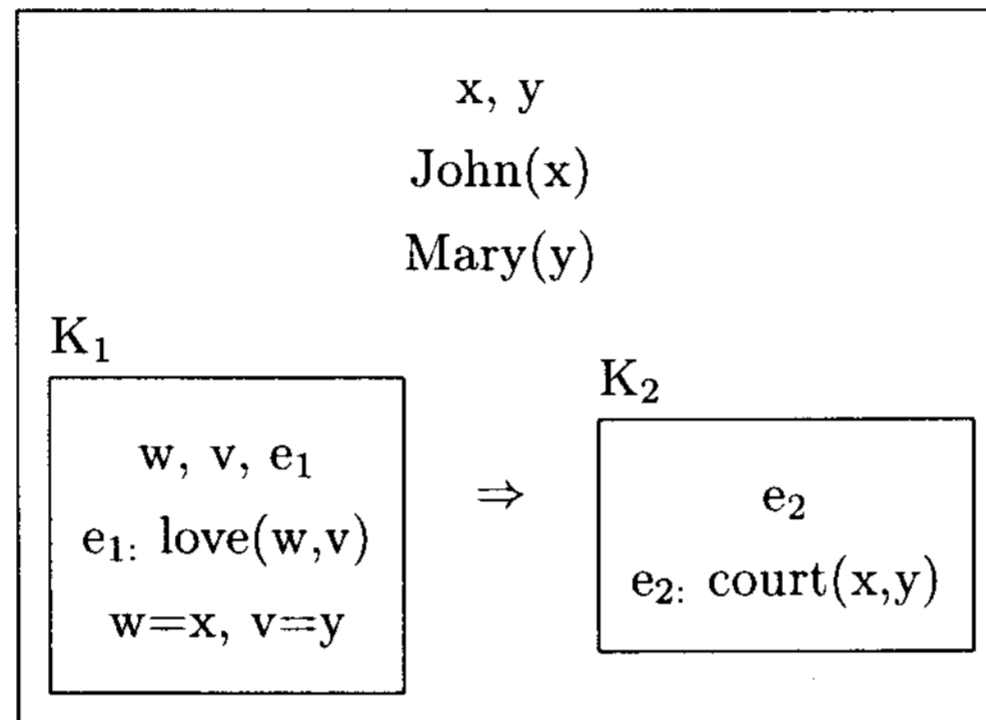 x, y
John(x)
Mary(y)
K₁
w, v, e₁
e₁: love(w,v)
w=x, v=y
⇒
K₂
e₂
e₂: court(x,y)